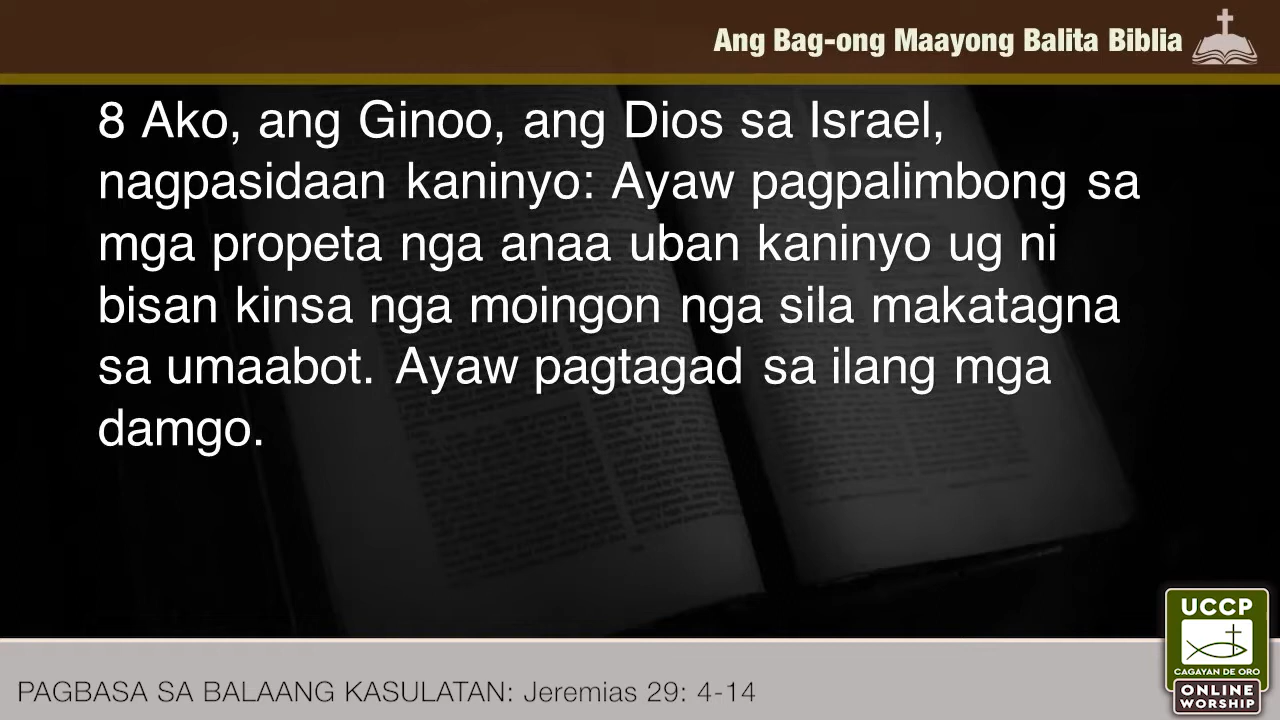 Ang Bag-ong Maayong Balita Biblia
8 Ako, ang Ginoo, ang Dios sa Israel,
nagpasidaan kaninyo: Ayaw pagpalimbong sa
mga propeta nga anaa uban kaninyo ug ni
bisan kinsa nga moingon nga sila makatagna
sa umaabot. Ayaw pagtagad sa ilang mga
damgo.
PAGBASA SA BALAANG KASULATAN: Jeremias 29: 4-14
UCCP
CAGAYAN DE ORO
ONLINE
WORSHIP